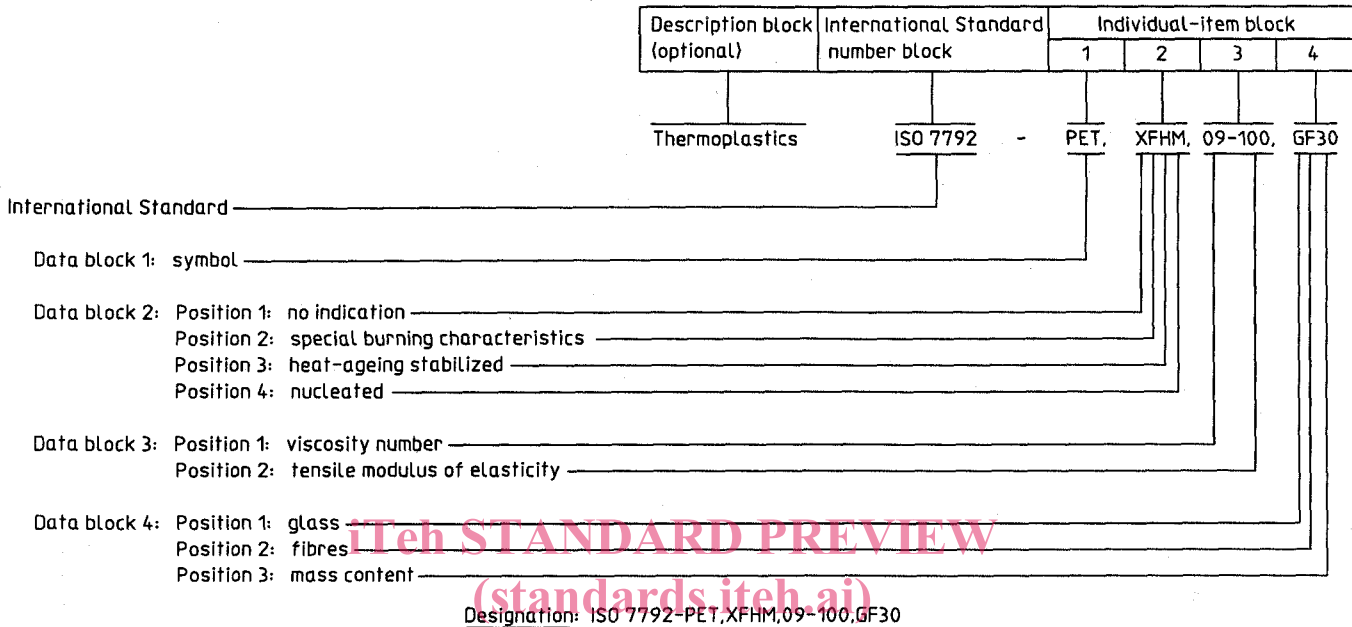 Description block International Standard Individual-item block
(optional) number block 1 2 3 4
Thermoplastics ISO 7792 - PET, XFHM, 09-100, GF30
International Standard
Data block 1: symbol
Data block 2: Position 1: no indication
Position 2: special burning characteristics
Position 3: heat-ageing stabilized
Position 4: nucleated
Data block 3: Position 1: viscosity number
Position 2: tensile modulus of elasticity
Data block 4: Position 1: glass
iTeh STANDARD PREVIEW
Position 2: fibres
Position 3: mass content
(standards.iteh.ai)
Designation: ISO 7792-PET,XFHM,09-100,GF30